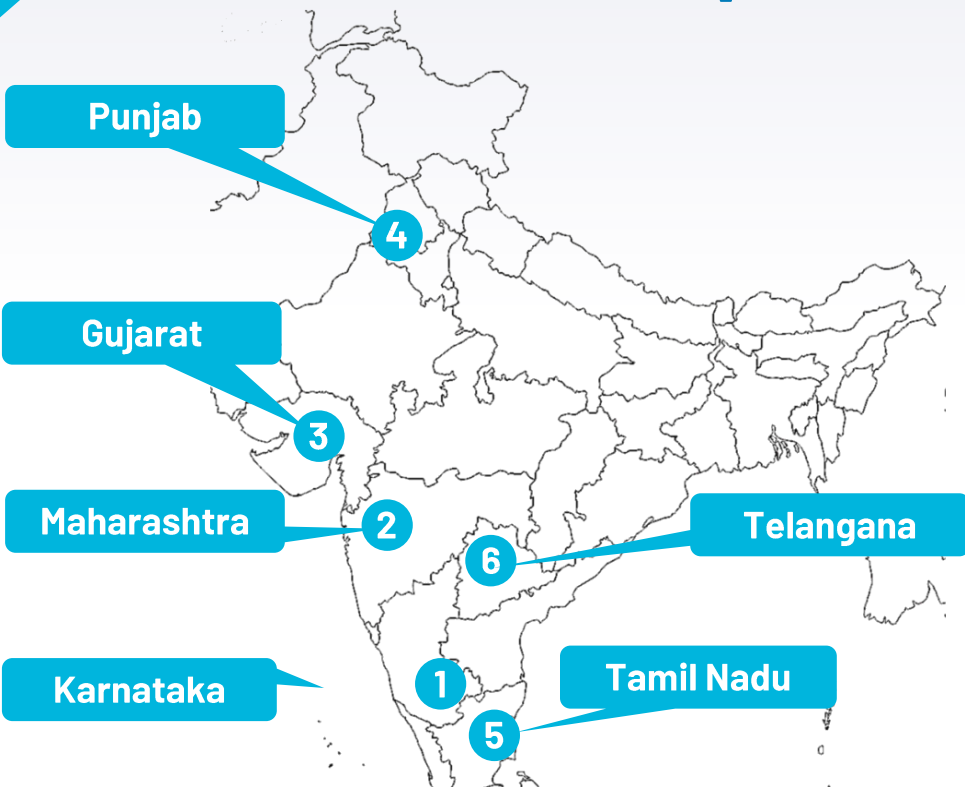 Punjab
4
Gujarat
3
Maharashtra
2
Telangana
6
Karnataka
1
Tamil Nadu
5